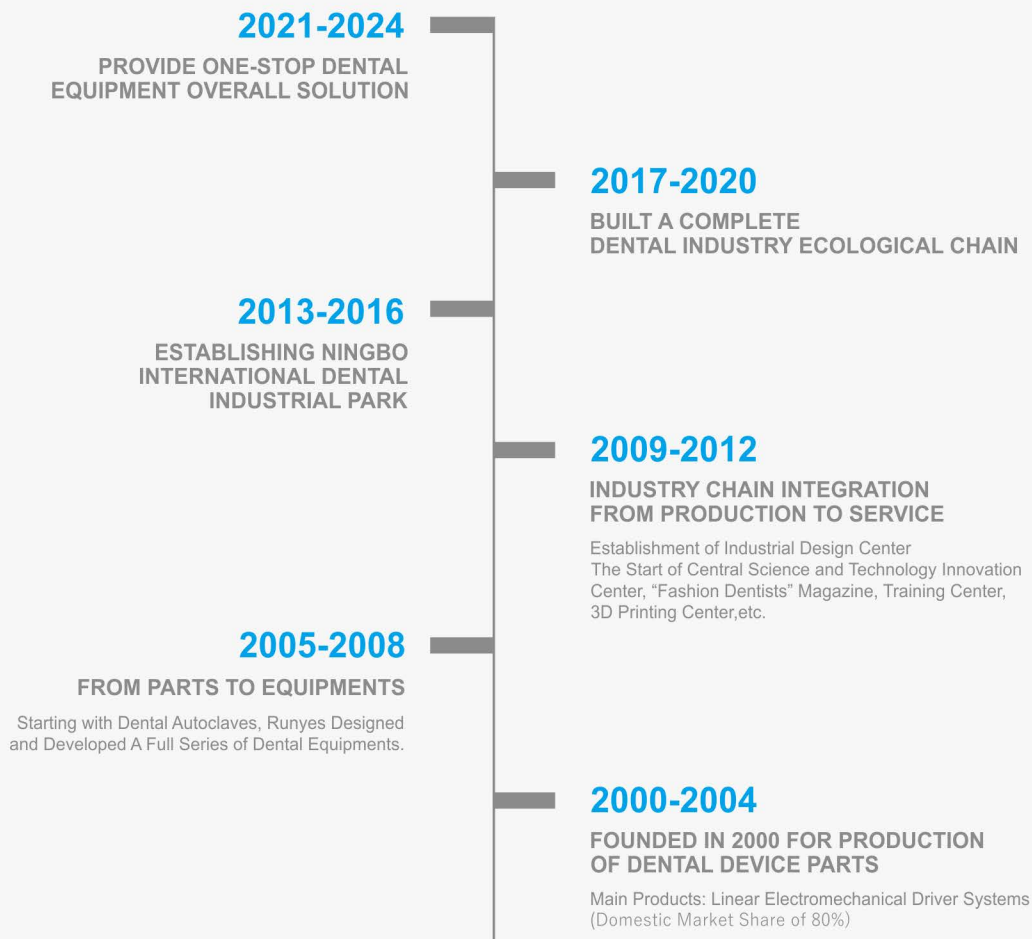 2021-2024
PROVIDE ONE-STOP DENTAL
EQUIPMENT OVERALL SOLUTION
2017-2020
BUILT A COMPLETE
DENTAL INDUSTRY ECOLOGICAL CHAIN
2013-2016
ESTABLISHING NINGBO
INTERNATIONAL DENTAL
INDUSTRIAL PARK
2009-2012
INDUSTRY CHAIN INTEGRATION
FROM PRODUCTION TO SERVICE
Establishment of Industrial Design Center
The Start of Central Science and Technology Innovation
Center, “Fashion Dentists” Magazine, Training Center,
3D Printing Center,etc.
2005-2008
FROM PARTS TO EQUIPMENTS
Starting with Dental Autoclaves, Runyes Designed
and Developed A Full Series of Dental Equipments.
2000-2004
FOUNDED IN 2000 FOR PRODUCTION
OF DENTAL DEVICE PARTS
Main Products: Linear Electromechanical Driver Systems
(Domestic Market Share of 80%)